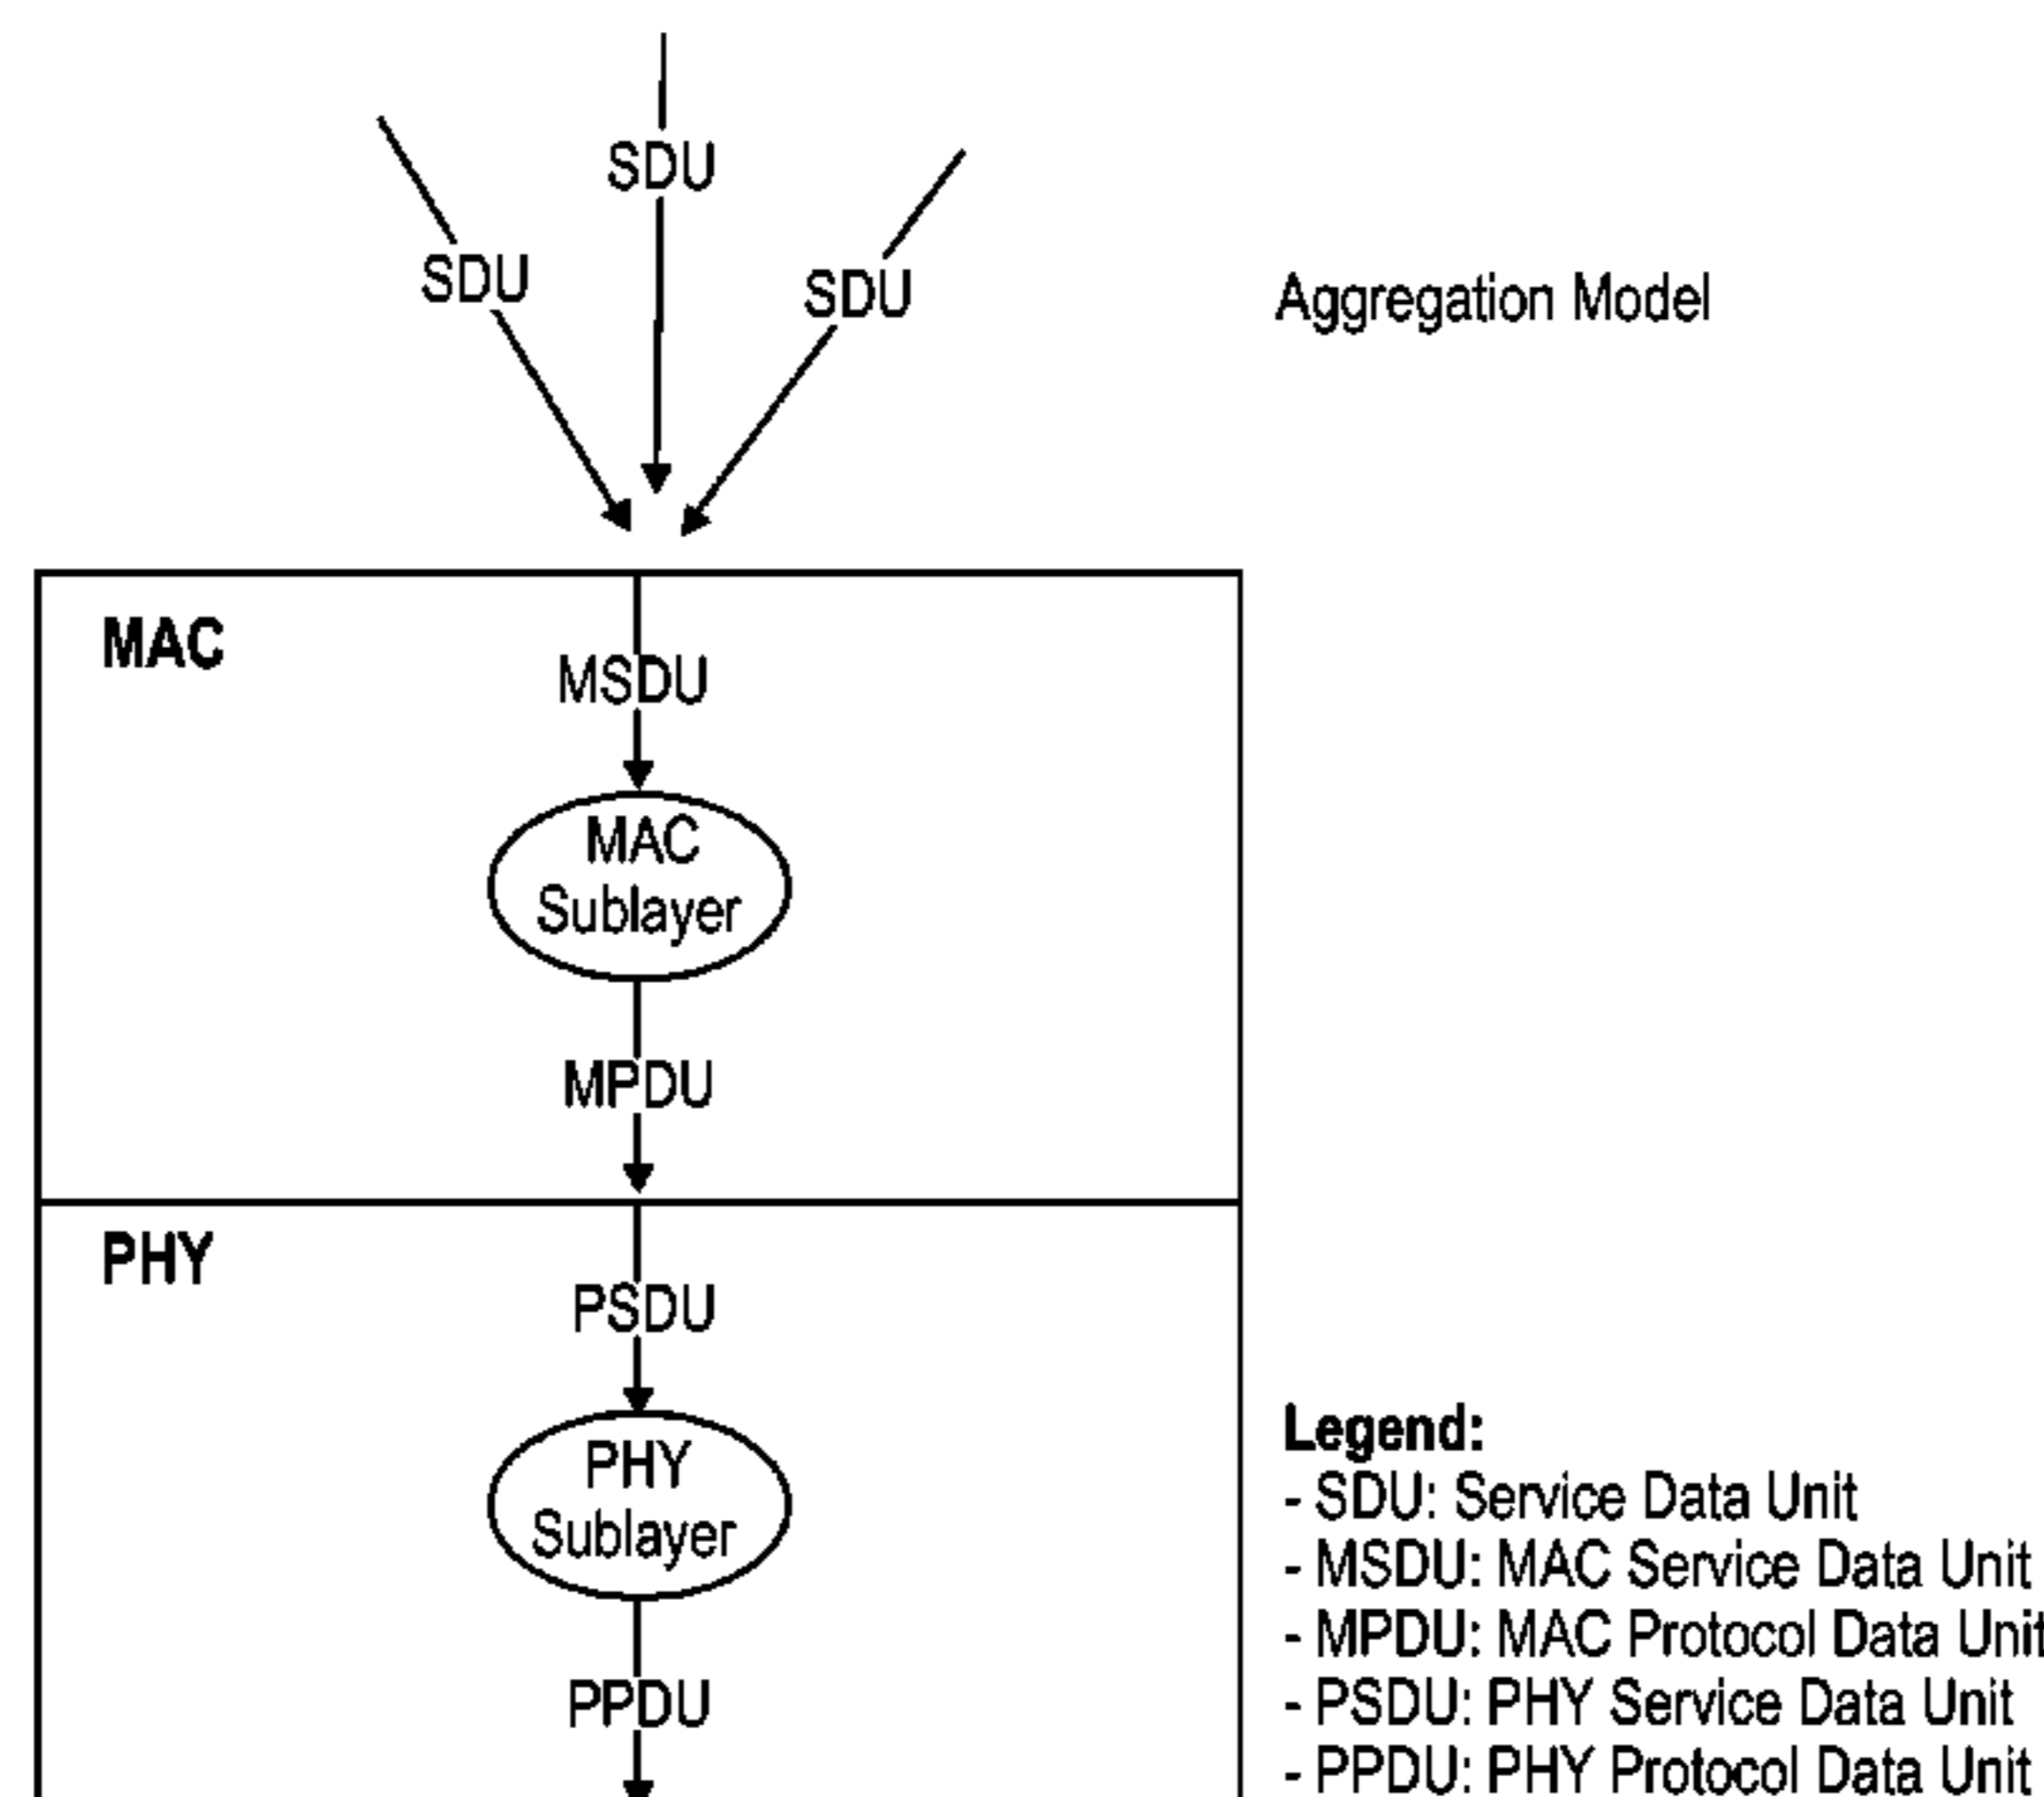 SDU
SDU
SDU
Aggregation Model
MAC
MSDU
MAC
Sublayer
MPDU
PHY
PSDU
PHY
Sublayer
PPDU
Legend:
- SDU: Service Data Unit
- MSDU: MAC Service Data Unit
- MPDU: MAC Protocol Data Unit
- PSDU: PHY Service Data Unit
- PPDU: PHY Protocol Data Unit